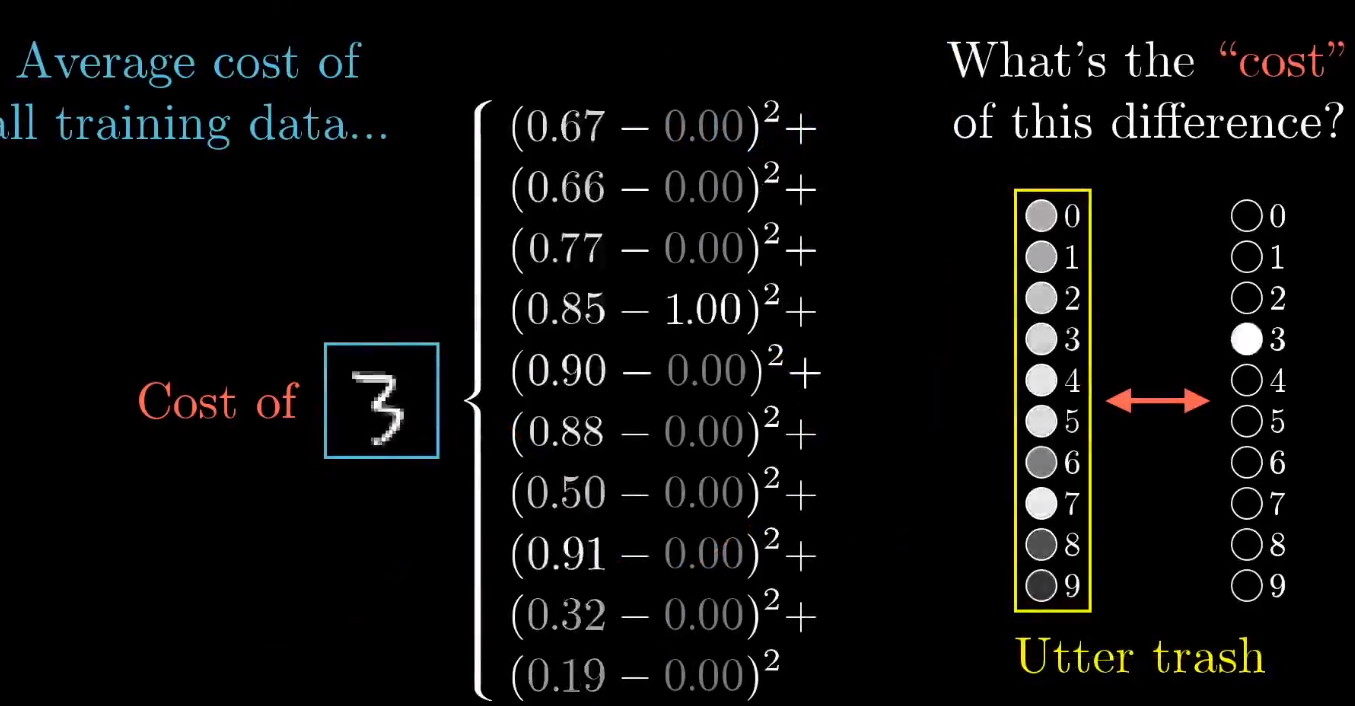 Average cost of
all training data...
What's the “cost”
of this difference?
Cost of
3
(0.67 − 0.00)²+
(0.66 − 0.00)²+
(0.77 − 0.00)²+
(0.85 − 1.00)²+
(0.90 − 0.00)²+
(0.88 − 0.00)²+
(0.50 − 0.00)²+
(0.91 − 0.00)²+
(0.32 − 0.00)²+
(0.19 − 0.00)²
0 0
1 1
2 2
3 3
4 4
5 5
6 6
7 7
8 8
9 9
Utter trash